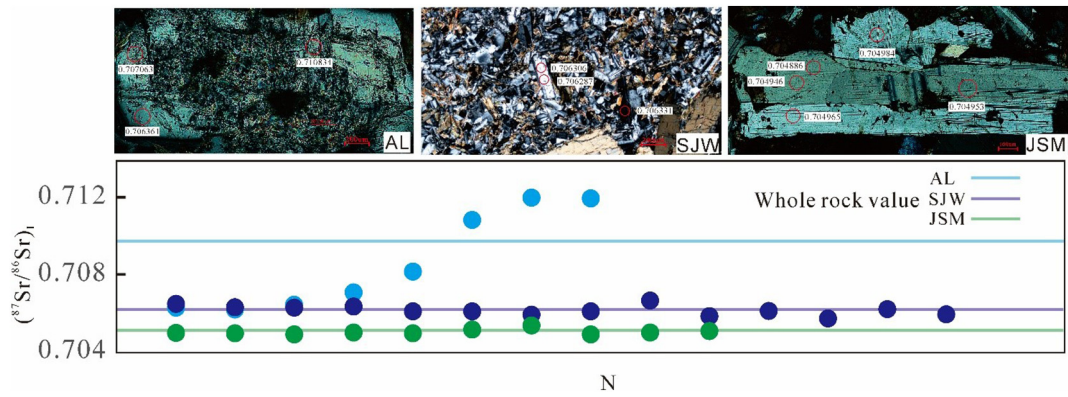 0.707063
0.710834
0.706361
AL
0.706306
0.706287
0.706331
SJW
0.704984
0.704886
0.704946
0.704953
0.704965
JSM
(⁸⁷Sr/⁸⁶Sr)ᵢ
0.712
0.708
0.704
Whole rock value
AL
SJW
JSM
N